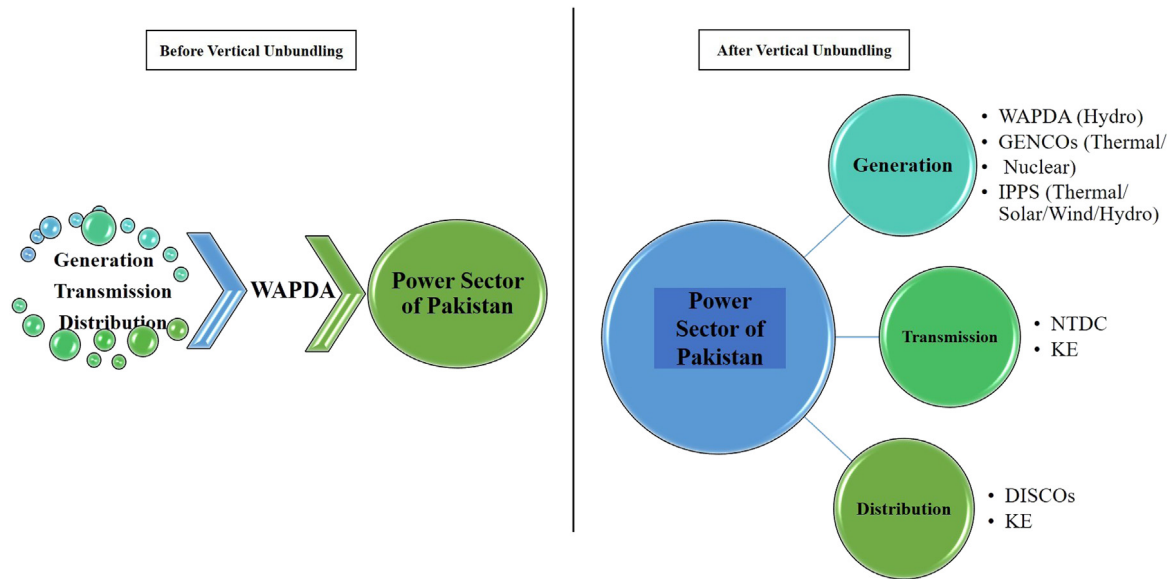 Before Vertical Unbundling
Generation
Transmission
Distribution
WAPDA
Power Sector
of Pakistan
After Vertical Unbundling
Power
Sector of
Pakistan
Generation
• WAPDA (Hydro)
• GENCOs (Thermal/
• Nuclear)
• IPPS (Thermal/
Solar/Wind/Hydro)
Transmission
• NTDC
• KE
Distribution
• DISCOs
• KE